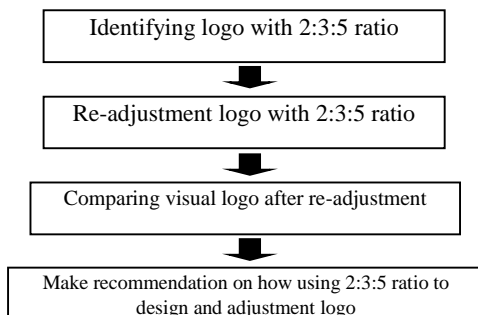 Identifying logo with 2:3:5 ratio
Re-adjustment logo with 2:3:5 ratio
Comparing visual logo after re-adjustment
Make recommendation on how using 2:3:5 ratio to
design and adjustment logo